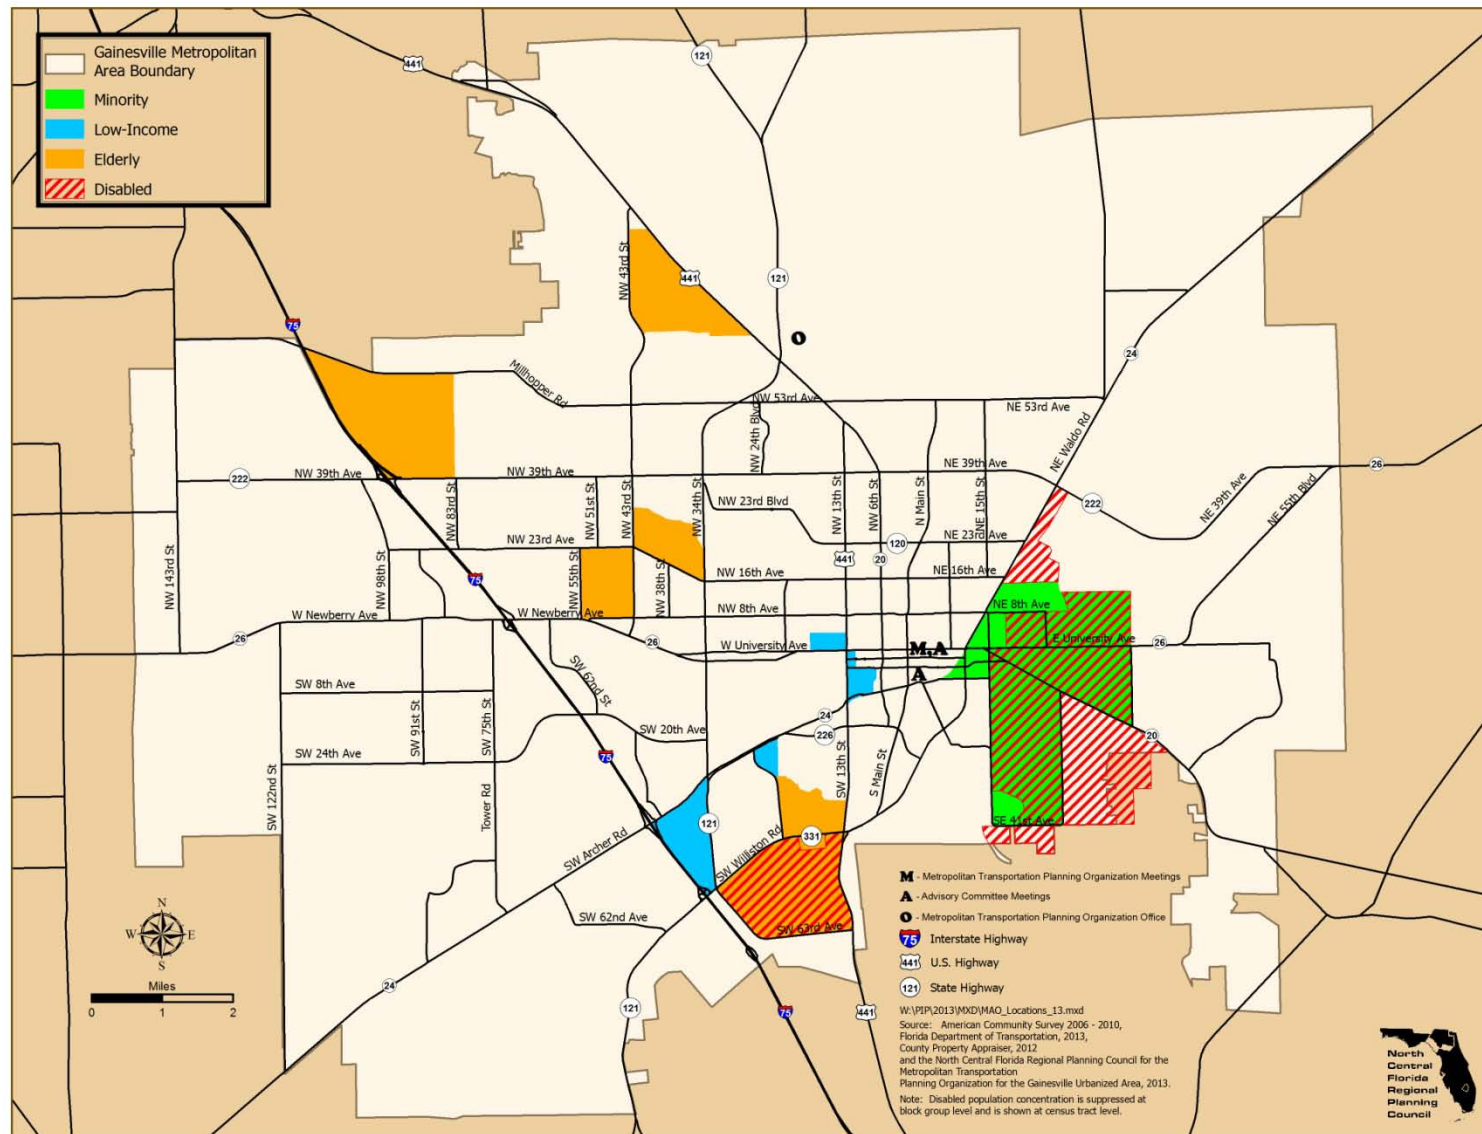 Gainesville Metropolitan
Area Boundary
Minority
Low-Income
Elderly
Disabled
441
121
NW 43rd St
441
121
75
24
Millhopper Rd
NW 53rd Ave
NE 53rd Ave
NW 24th Blvd
NE Waldo Rd
222
NW 39th Ave
NW 39th Ave
NE 39th Ave
26
NW 83rd St
NW 51st St
NW 43rd St
NW 34th St
NW 23rd Blvd
NW 13th St
NW 6th St
N Main St
NE 15th St
222
NE 39th Ave
NE 55th Blvd
NW 143rd St
NW 98th St
NW 23rd Ave
120
NE 23rd Ave
441
20
75
NW 55th St
NW 38th St
NW 16th Ave
NE 16th Ave
W Newberry Ave
W Newberry Ave
NW 8th Ave
NE 8th Ave
26
26
W University Ave
M,A
E University Ave
26
A
O
SW 8th Ave
SW 62nd St
SW 91st St
SW 75th St
SW 20th Ave
24
226
20
SW 24th Ave
75
SW 122nd St
Tower Rd
SW 13th St
S Main St
121
SW Archer Rd
SW Williston Rd
331
SE 41st Ave
SW 62nd Ave
SW 63rd Ave
24
121
75
441
N
W E
S
Miles
0 1 2
M - Metropolitan Transportation Planning Organization Meetings
A - Advisory Committee Meetings
O - Metropolitan Transportation Planning Organization Office
75 Interstate Highway
441 U.S. Highway
121 State Highway
W:\PIP\2013\MXD\MAO_Locations_13.mxd
Source: American Community Survey 2006 - 2010,
Florida Department of Transportation, 2013,
County Property Appraiser, 2012
and the North Central Florida Regional Planning Council for the
Metropolitan Transportation
Planning Organization for the Gainesville Urbanized Area, 2013.
Note: Disabled population concentration is suppressed at
block group level and is shown at census tract level.
North
Central
Florida
Regional
Planning
Council